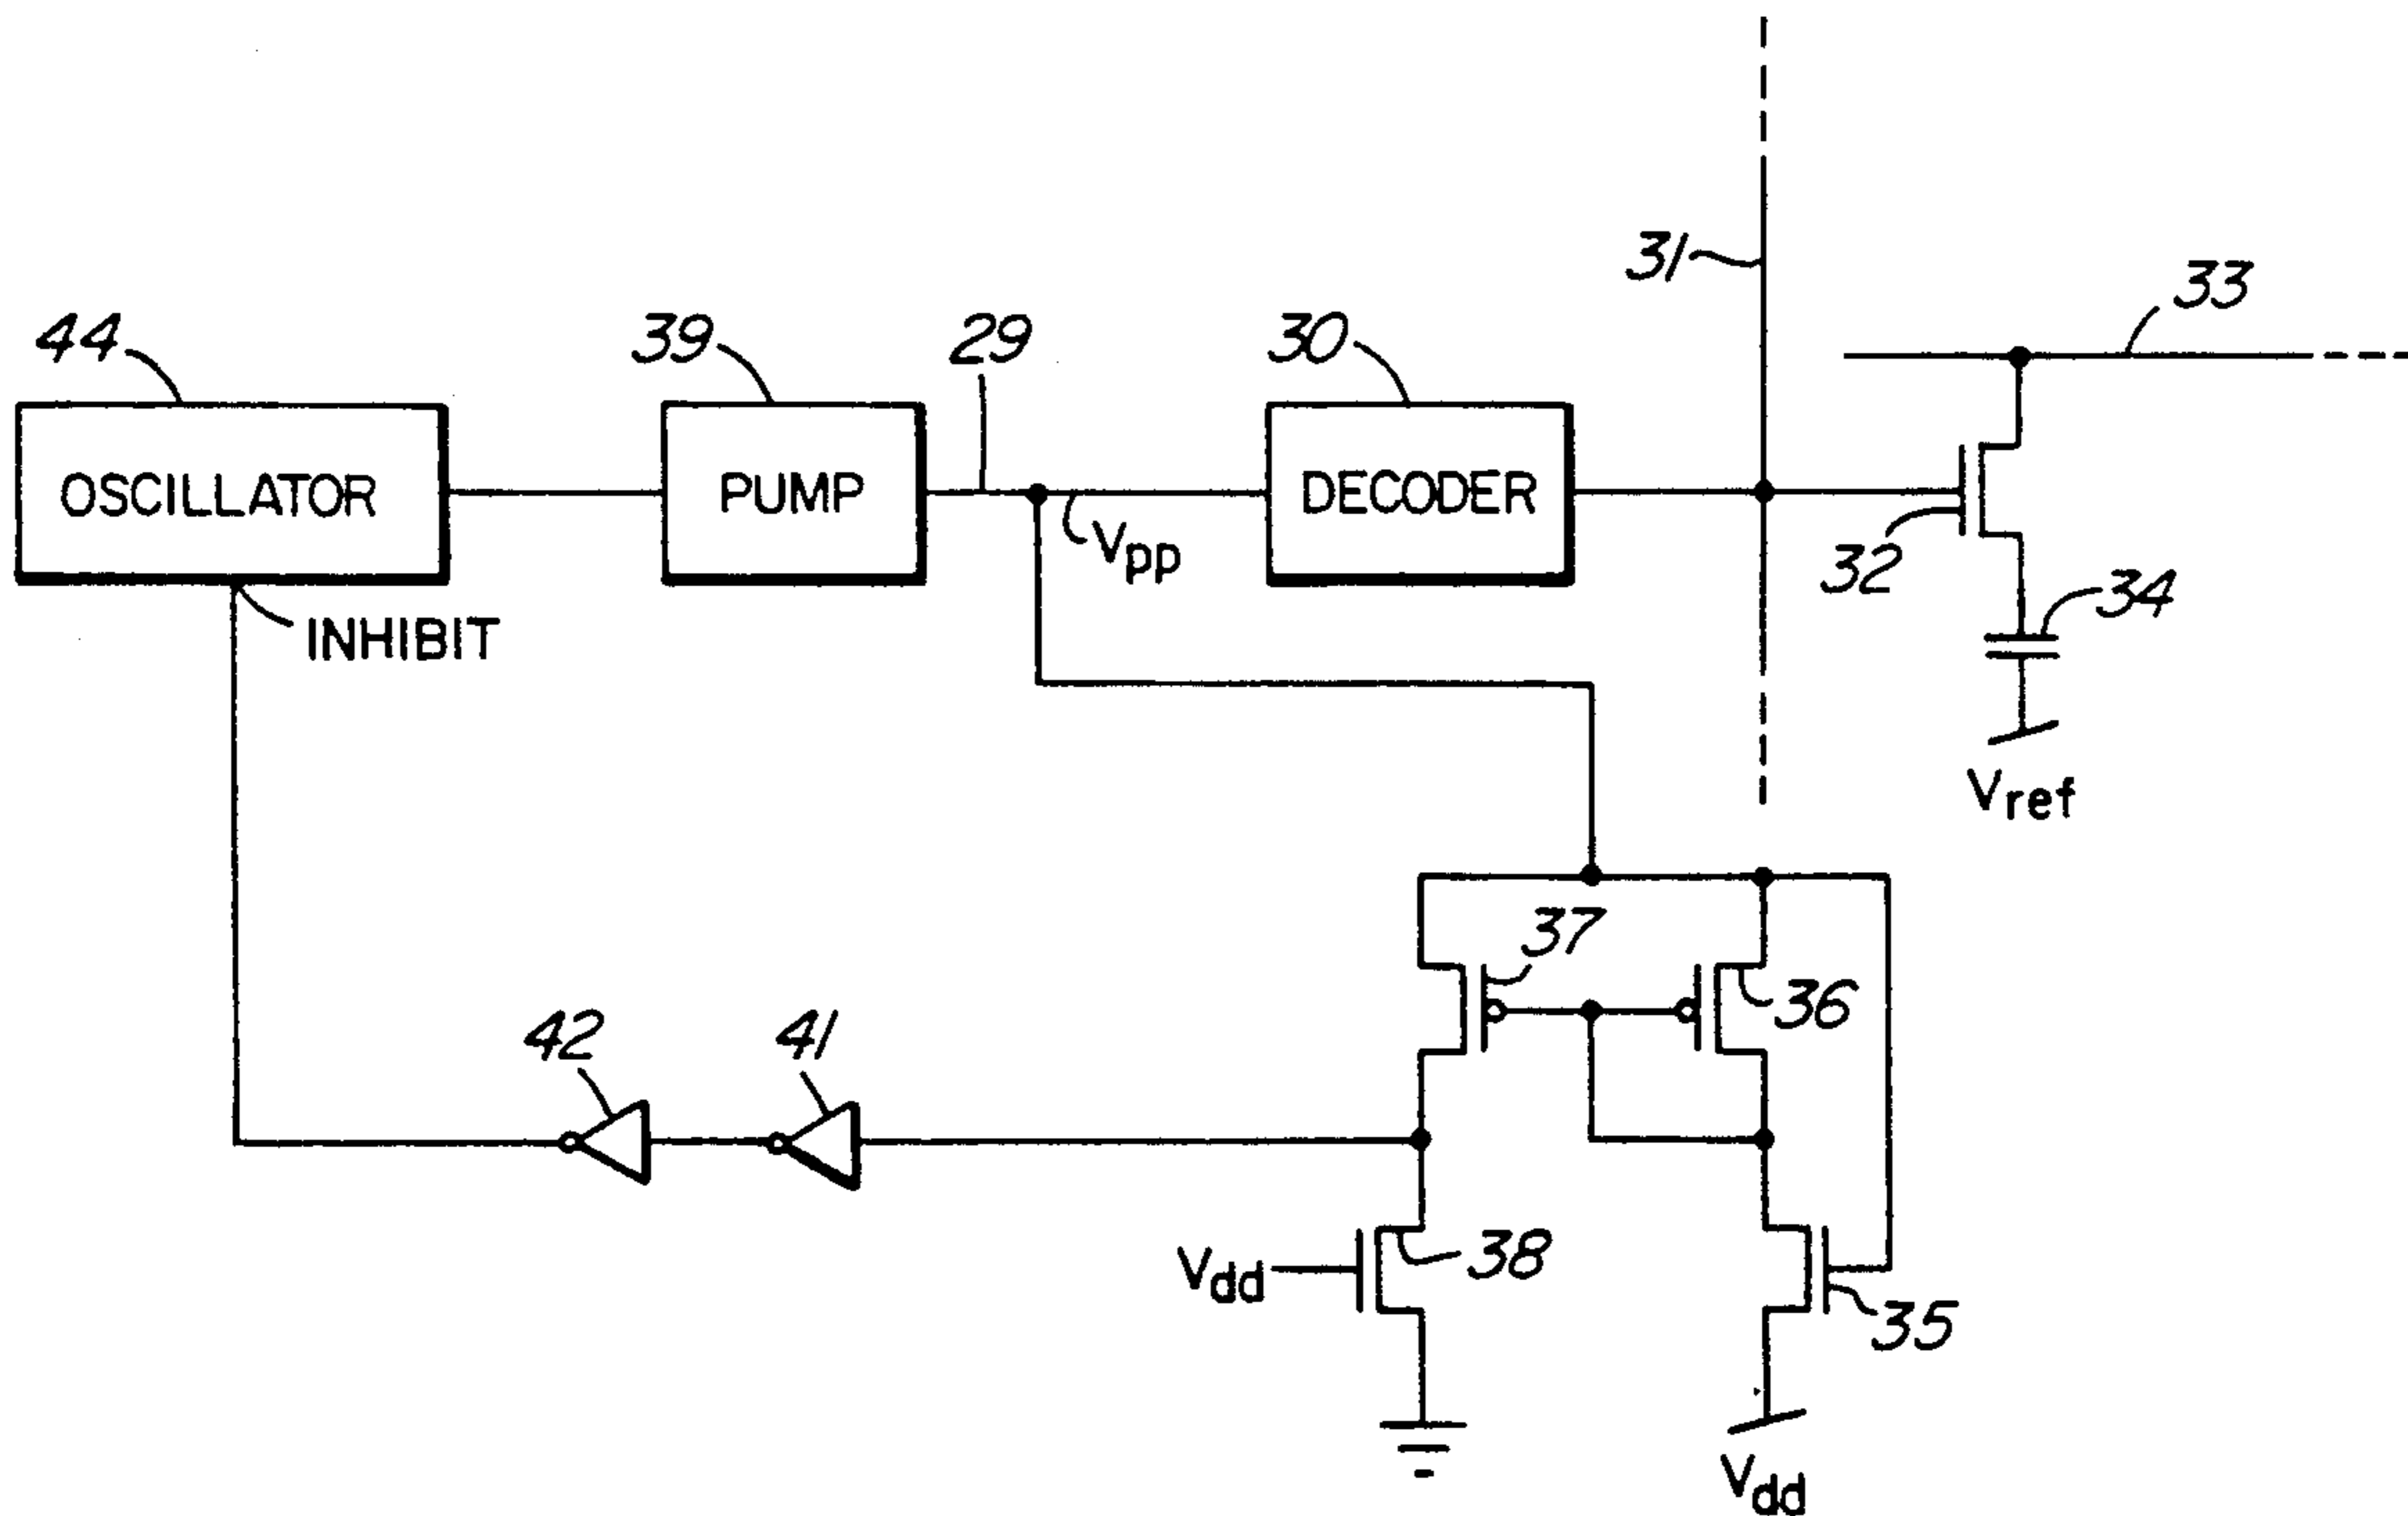 31
33
44
39
29
30
OSCILLATOR
PUMP
DECODER
Vpp
32
34
INHIBIT
Vref
37
36
42
41
Vdd
38
35
Vdd